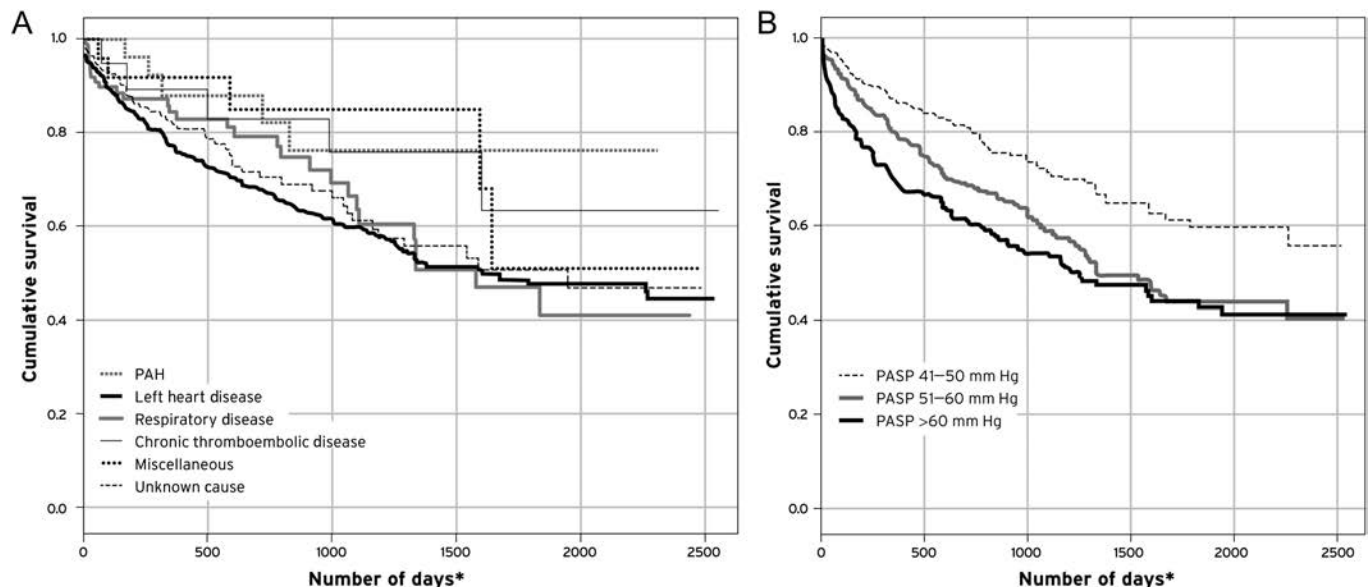 A
Cumulative survival
1.0
0.8
0.6
0.4
0.2
0.0
PAH
Left heart disease
Respiratory disease
Chronic thromboembolic disease
Miscellaneous
Unknown cause
0 500 1000 1500 2000 2500
Number of days*
B
Cumulative survival
1.0
0.8
0.6
0.4
0.2
0.0
PASP 41–50 mm Hg
PASP 51–60 mm Hg
PASP >60 mm Hg
0 500 1000 1500 2000 2500
Number of days*